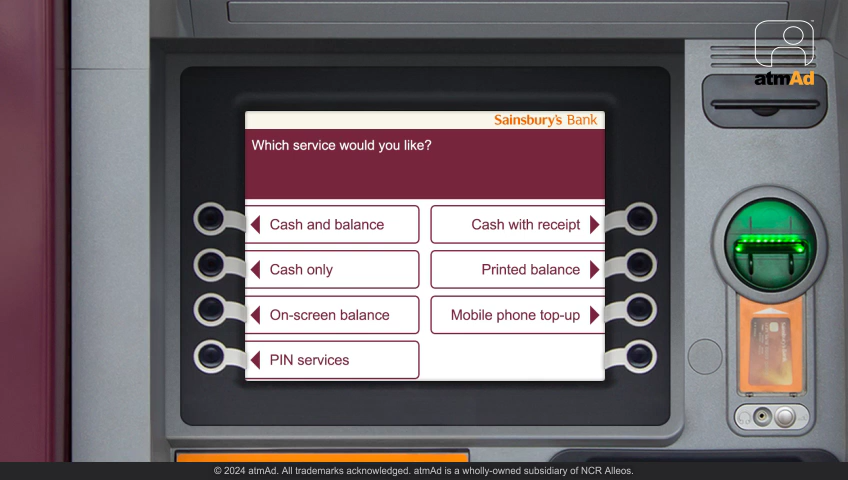 atmAd
Sainsbury's Bank
Which service would you like?
Cash and balance
Cash with receipt
Cash only
Printed balance
On-screen balance
Mobile phone top-up
PIN services
© 2024 atmAd. All trademarks acknowledged. atmAd is a wholly-owned subsidiary of NCR Alleos.